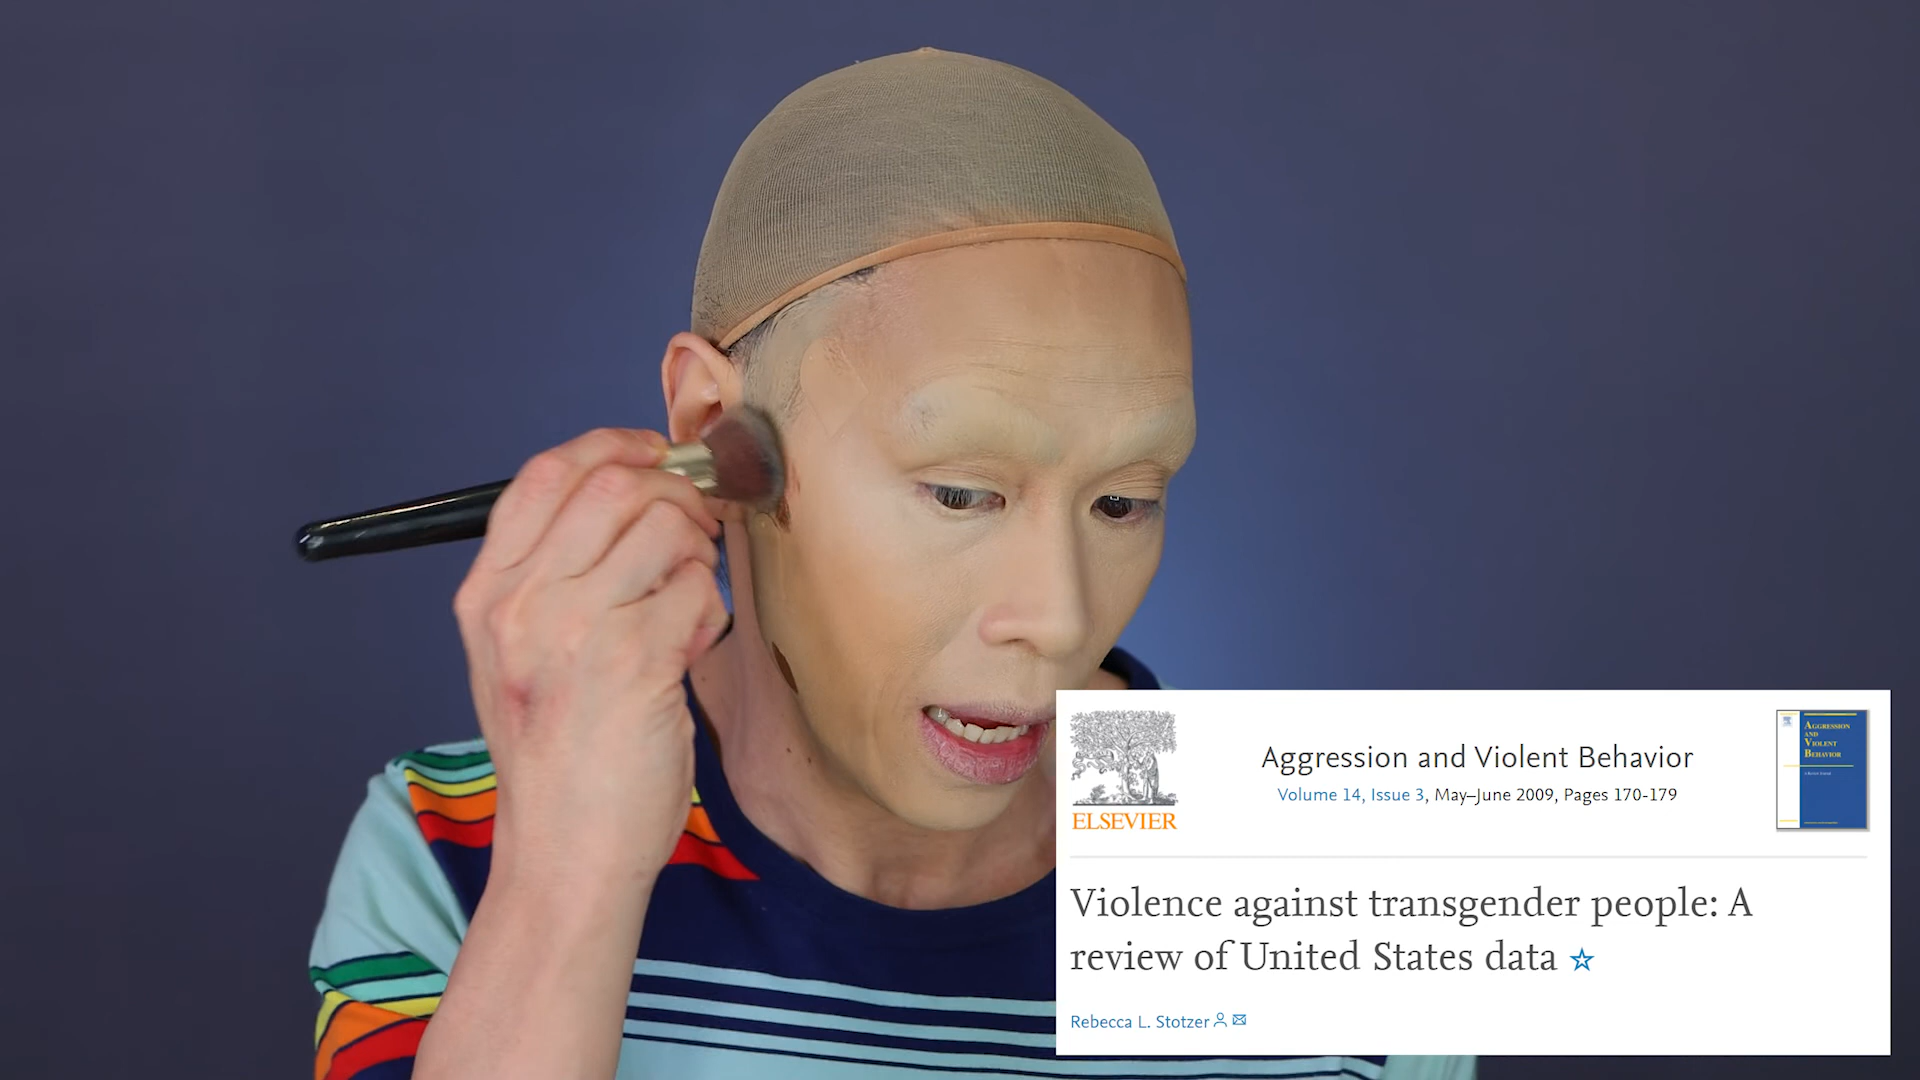 ELSEVIER
Aggression and Violent Behavior
Volume 14, Issue 3, May–June 2009, Pages 170-179
AGGRESSION
AND
VIOLENT
BEHAVIOR
Violence against transgender people: A
review of United States data
Rebecca L. Stotzer